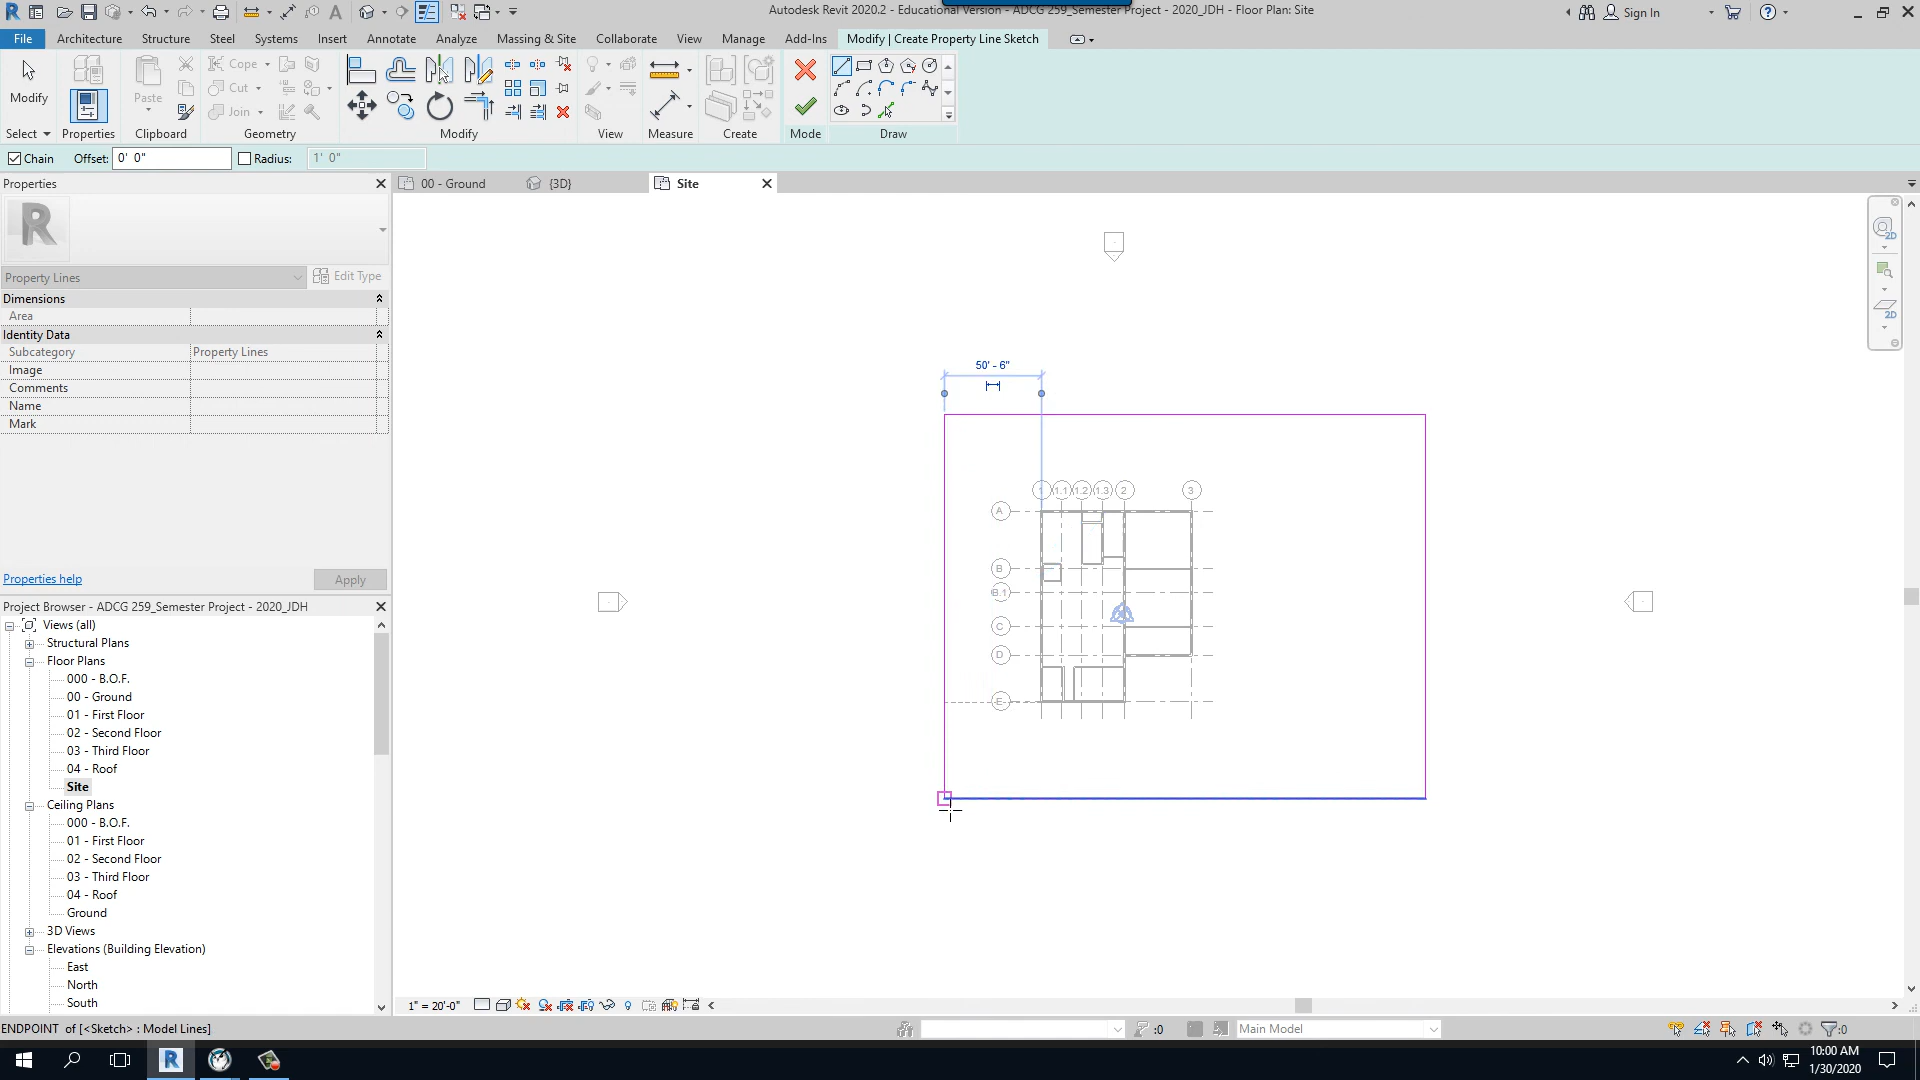 Autodesk Revit 2020.2 - Educational Version - ADCG 259_Semester Project - 2020_JDH - Floor Plan: Site
Sign In
File Architecture Structure Steel Systems Insert Annotate Analyze Massing & Site Collaborate View Manage Add-Ins Modify | Create Property Line Sketch
Modify Paste Cope Cut Join
Select Properties Clipboard Geometry Modify View Measure Create Mode Draw
Chain Offset: 0' 0" Radius: 1' 0"
Properties
00 - Ground {3D} Site
Property Lines Edit Type
Dimensions
Area
Identity Data
Subcategory Property Lines
Image
Comments
Name
Mark
Properties help Apply
50' - 6"
1 1.1 1.2 1.3 2 3
A
B
B.1
C
D
E
2D
2D
Project Browser - ADCG 259_Semester Project - 2020_JDH
Views (all)
Structural Plans
Floor Plans
000 - B.O.F.
00 - Ground
01 - First Floor
02 - Second Floor
03 - Third Floor
04 - Roof
Site
Ceiling Plans
000 - B.O.F.
01 - First Floor
02 - Second Floor
03 - Third Floor
04 - Roof
Ground
3D Views
Elevations (Building Elevation)
East
North
South
1" = 20'-0"
ENDPOINT of [<Sketch> : Model Lines]
:0 Main Model :0
10:00 AM
1/30/2020